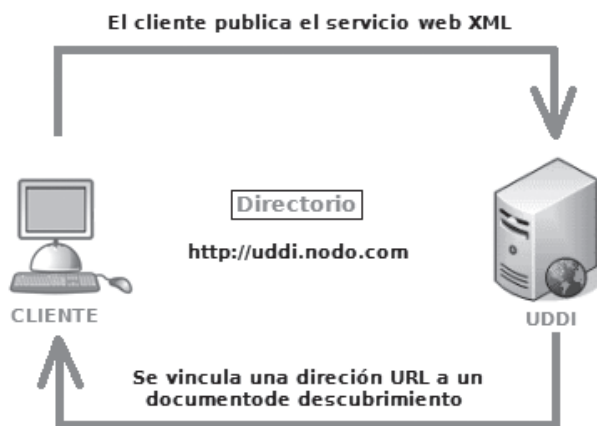 El cliente publica el servicio web XML
Directorio
http://uddi.nodo.com
CLIENTE
UDDI
Se vincula una direción URL a un
documentode descubrimiento